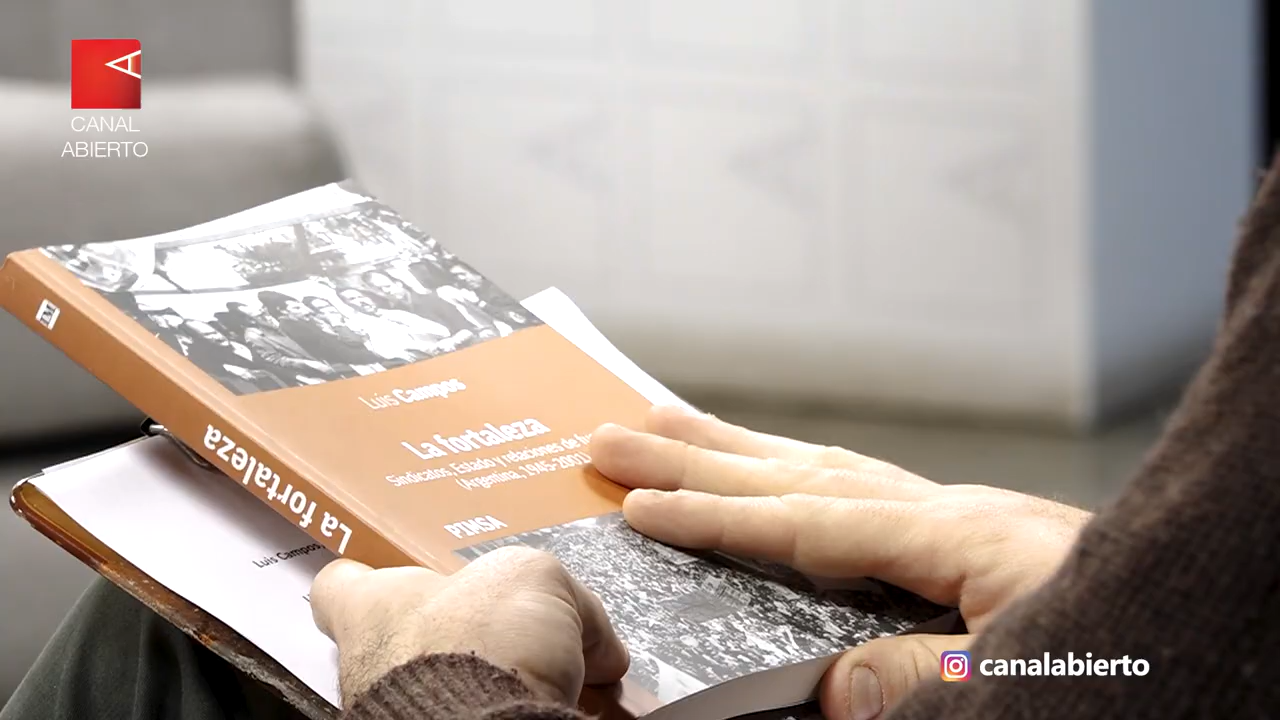 CANAL
ABIERTO
Luis Campos
La fortaleza
Sindicatos, Estado y relaciones de
(Argentina, 1945-2001)
PIMSA
La fortaleza
Luis Campos,
canalabierto